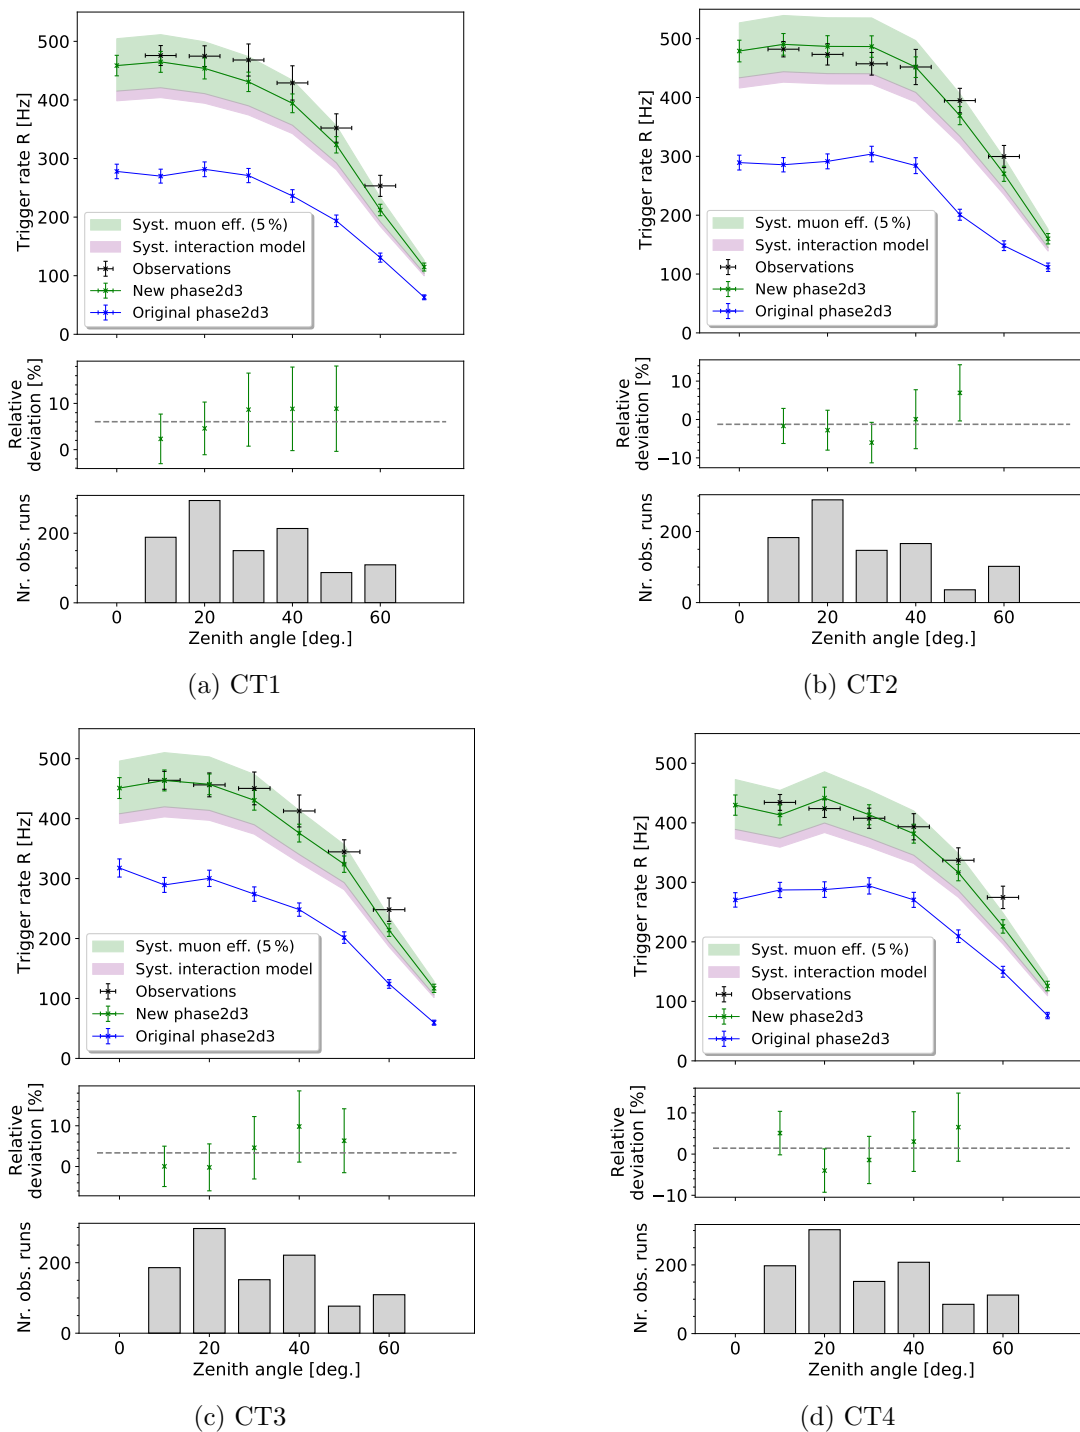 500
400
300
200
100
0
Trigger rate R [Hz]
Syst. muon eff. (5 %)
Syst. interaction model
Observations
New phase2d3
Original phase2d3
10
0
Relative
deviation [%]
200
0
Nr. obs. runs
0 20 40 60
Zenith angle [deg.]
(a) CT1
500
400
300
200
100
0
Trigger rate R [Hz]
Syst. muon eff. (5 %)
Syst. interaction model
Observations
New phase2d3
Original phase2d3
10
0
−10
Relative
deviation [%]
200
0
Nr. obs. runs
0 20 40 60
Zenith angle [deg.]
(b) CT2
500
400
300
200
100
0
Trigger rate R [Hz]
Syst. muon eff. (5 %)
Syst. interaction model
Observations
New phase2d3
Original phase2d3
10
0
Relative
deviation [%]
200
0
Nr. obs. runs
0 20 40 60
Zenith angle [deg.]
(c) CT3
500
400
300
200
100
0
Trigger rate R [Hz]
Syst. muon eff. (5 %)
Syst. interaction model
Observations
New phase2d3
Original phase2d3
10
0
−10
Relative
deviation [%]
200
0
Nr. obs. runs
0 20 40 60
Zenith angle [deg.]
(d) CT4